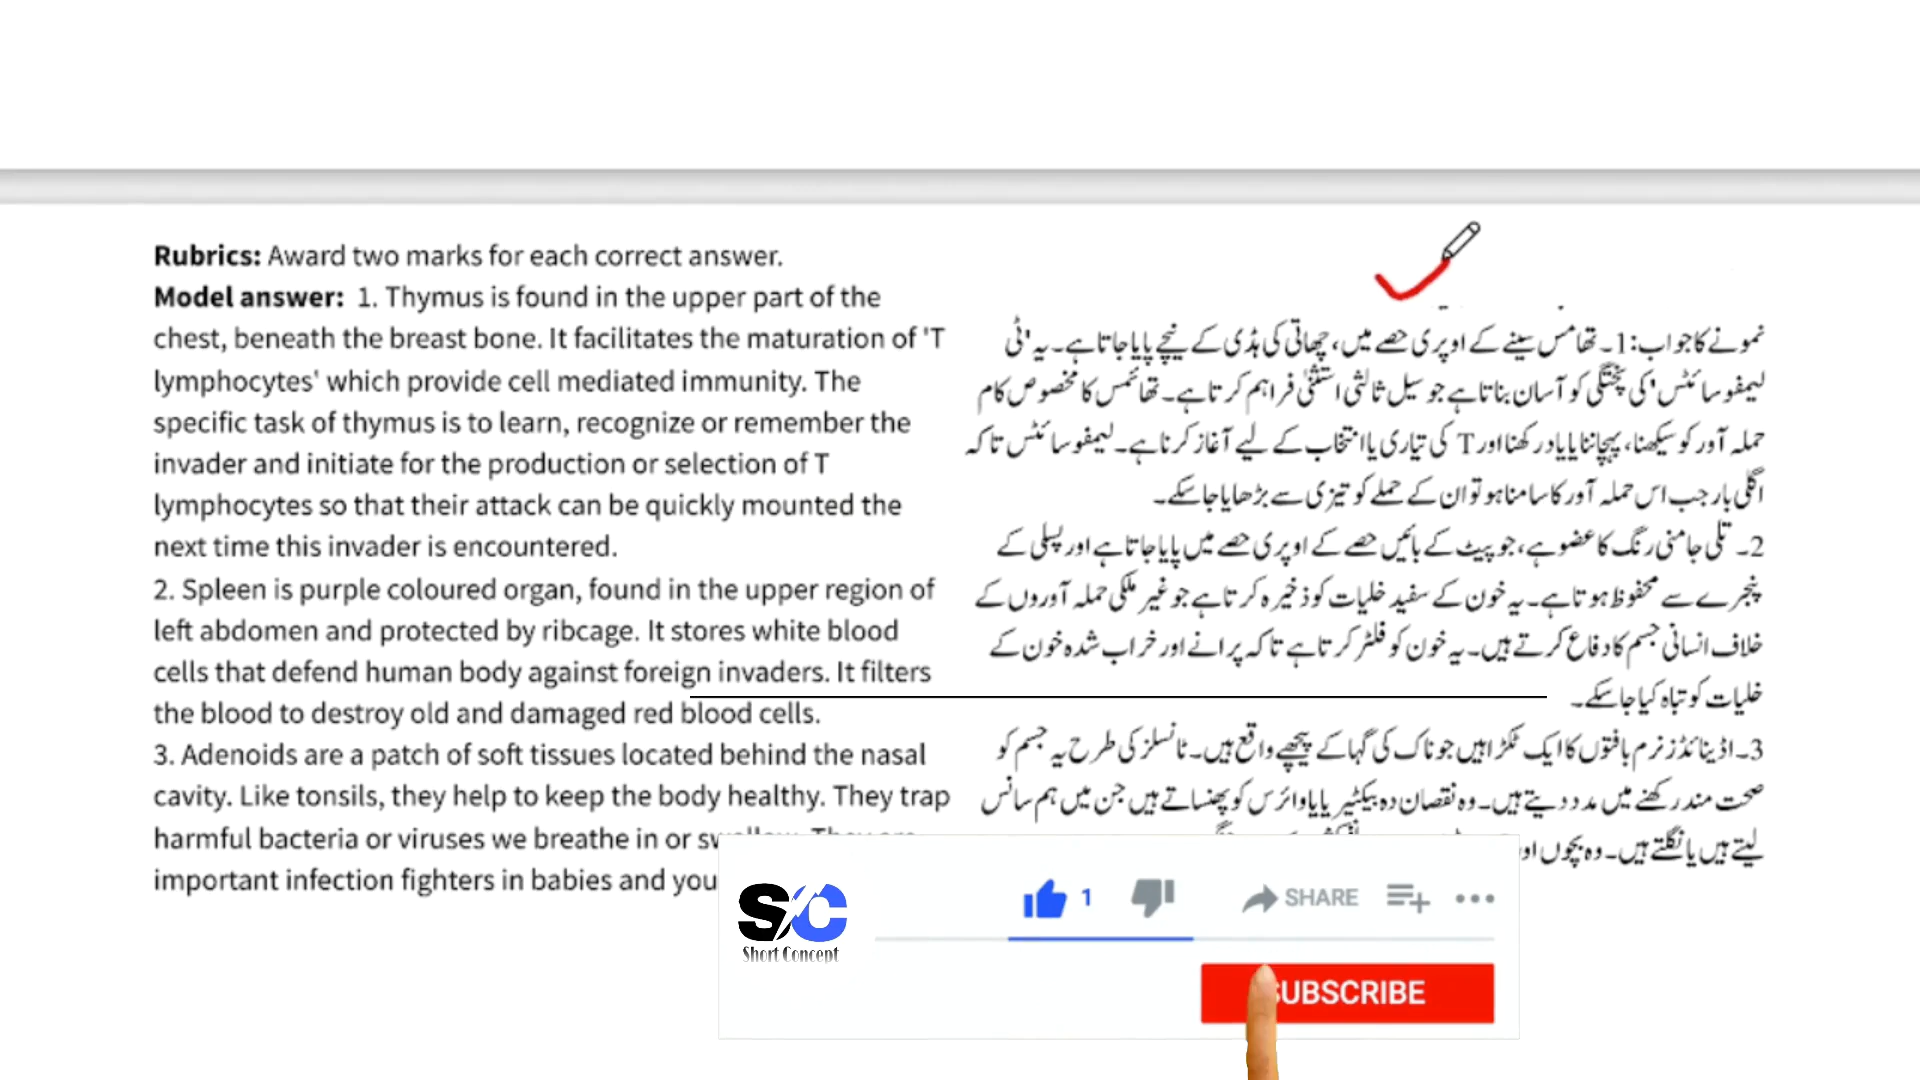 Rubrics: Award two marks for each correct answer.
Model answer: 1. Thymus is found in the upper part of the
chest, beneath the breast bone. It facilitates the maturation of 'T
lymphocytes' which provide cell mediated immunity. The
specific task of thymus is to learn, recognize or remember the
invader and initiate for the production or selection of T
lymphocytes so that their attack can be quickly mounted the
next time this invader is encountered.
2. Spleen is purple coloured organ, found in the upper region of
left abdomen and protected by ribcage. It stores white blood
cells that defend human body against foreign invaders. It filters
the blood to destroy old and damaged red blood cells.
3. Adenoids are a patch of soft tissues located behind the nasal
cavity. Like tonsils, they help to keep the body healthy. They trap
harmful bacteria or viruses we breathe in or
important infection fighters in babies and
نمونے کا جواب: 1۔ تھامس سینے کے اوپری حصے میں، چھاتی کی ہڈی کے نیچے پایا جاتا ہے۔ یہ 'ٹی
لیمفوسائٹس' کی پختگی کو آسان بناتا ہے جو سیل ثالثی استثنیٰ فراہم کرتا ہے۔ تھائمس کا مخصوص کام
حملہ آور کو سیکھنا، پہچاننا یا یاد رکھنا اور T کی تیاری یا انتخاب کے لیے آغاز کرنا ہے۔ لیمفوسائٹس تاکہ
اگلی بار جب اس حملہ آور کا سامنا ہو تو ان کے حملے کو تیزی سے بڑھایا جا سکے۔
2۔ تلی جامنی رنگ کا عضو ہے، جو پیٹ کے بائیں حصے کے اوپری حصے میں پایا جاتا ہے اور پسلی کے
پنجرے سے محفوظ ہوتا ہے۔ یہ خون کے سفید خلیات کو ذخیرہ کرتا ہے جو غیر ملکی حملہ آوروں کے
خلاف انسانی جسم کا دفاع کرتے ہیں۔ یہ خون کو فلٹر کرتا ہے تاکہ پرانے اور خراب شدہ خون کے
خلیات کو تباہ کیا جا سکے۔
3۔ اڈینائڈز نرم بافتوں کا ایک ٹکڑا ہیں جو ناک کی گہا کے پیچھے واقع ہیں۔ ٹانسلز کی طرح یہ جسم کو
صحت مند رکھنے میں مدد دیتے ہیں۔ وہ نقصان دہ بیکٹیریا یا وائرس کو پھنساتے ہیں جن میں ہم سانس
لیتے ہیں یا نگلتے ہیں۔ وہ بچوں
1 SHARE
SC
Short Concept
SUBSCRIBE